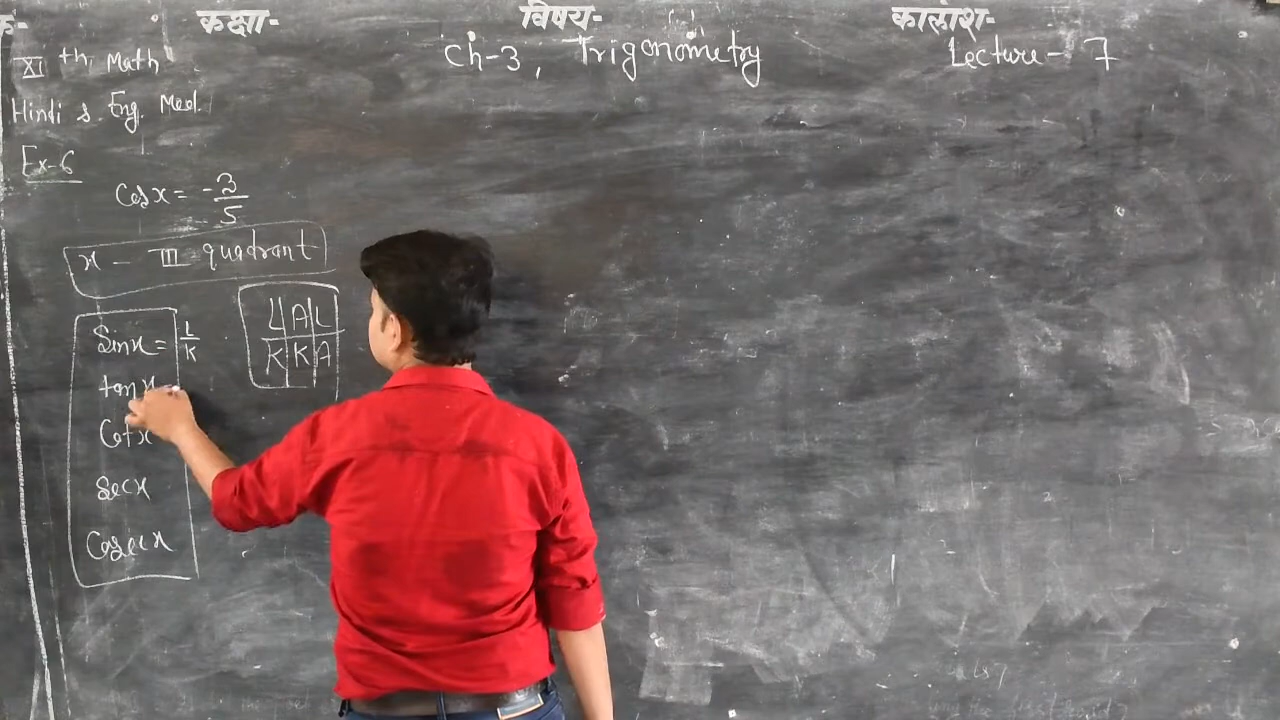 क-
कक्षा-
विषय-
कालांश-
XI th Math
Ch-3, Trigonometry
Lecture- 7
Hindi & Eng. Med.
Ex-6
Cos x = -3/5
x - III quadrant
Sin x = L/K
L A L
K K A
tan x
Cot x
Sec x
Cosec x